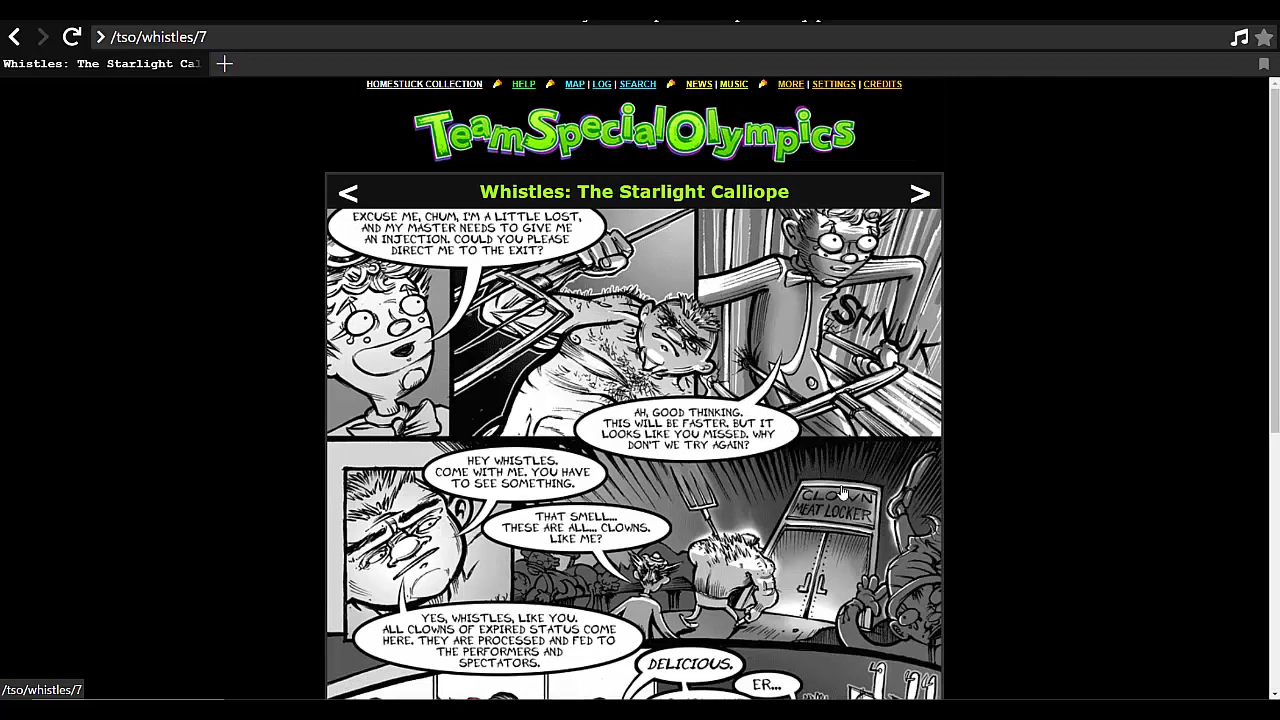 /tso/whistles/7
Whistles: The Starlight Cal
HOMESTUCK COLLECTION HELP MAP | LOG | SEARCH NEWS | MUSIC MORE | SETTINGS | CREDITS
TeamSpecialOlympics
< Whistles: The Starlight Calliope >
EXCUSE ME, CHUM, I'M A LITTLE LOST,
AND MY MASTER NEEDS TO GIVE ME
AN INJECTION. COULD YOU PLEASE
DIRECT ME TO THE EXIT?
SHNUK
AH, GOOD THINKING.
THIS WILL BE FASTER. BUT IT
LOOKS LIKE YOU MISSED. WHY
DON'T WE TRY AGAIN?
HEY WHISTLES.
COME WITH ME. YOU HAVE
TO SEE SOMETHING.
THAT SMELL...
THESE ARE ALL... CLOWNS.
LIKE ME?
CLOWN
MEAT LOCKER
YES, WHISTLES, LIKE YOU.
ALL CLOWNS OF EXPIRED STATUS COME
HERE. THEY ARE PROCESSED AND FED TO
THE PERFORMERS AND
SPECTATORS.
DELICIOUS.
ER...
/tso/whistles/7